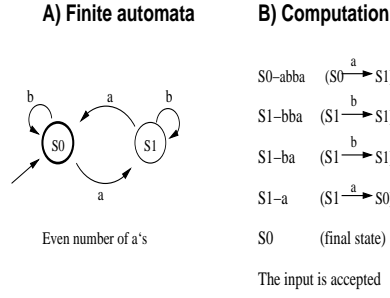 A) Finite automata
b
a
b
S0
S1
a
Even number of a's
B) Computation
a
S0–abba (S0 S1
b
S1–bba (S1 S1
b
S1–ba (S1 S1
a
S1–a (S1 S0
S0 (final state)
The input is accepted